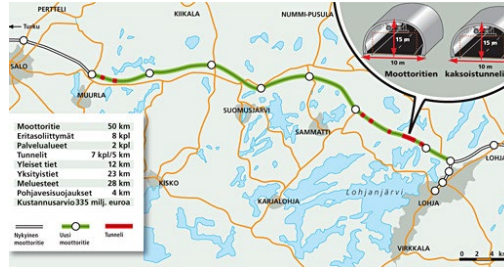 PERTTELI
KIIKALA
NUMMI-PUSULA
Turku
SALO
MUURLA
15 m
15 m
10 m
10 m
Moottoritien kaksoistunneli
SUOMUSJÄRVI
SAMMATTI
Moottoritie 50 km
Eritasoliittymät 8 kpl
Palvelualueet 2 kpl
Tunnelit 7 kpl/5 km
Yleiset tiet 12 km
Yksityistiet 23 km
Meluesteet 28 km
Pohjavesisuojaukset 4 km
Kustannusarvio 335 milj. euroa
KISKO
KARJALOHJA
Lohjanjärvi
LOHJA
LOHJA
VIRKKALA
Nykyinen moottoritie
Uusi moottoritie
Tunneli
0 2 4